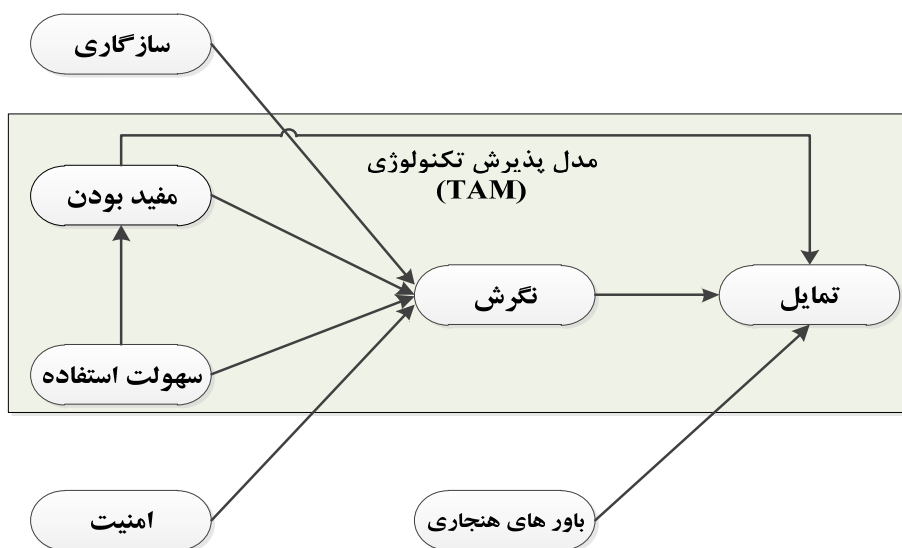 سازگاری
مدل پذیرش تکنولوژی
(TAM)
مفید بودن
نگرش
تمایل
سهولت استفاده
امنیت
باور های هنجاری